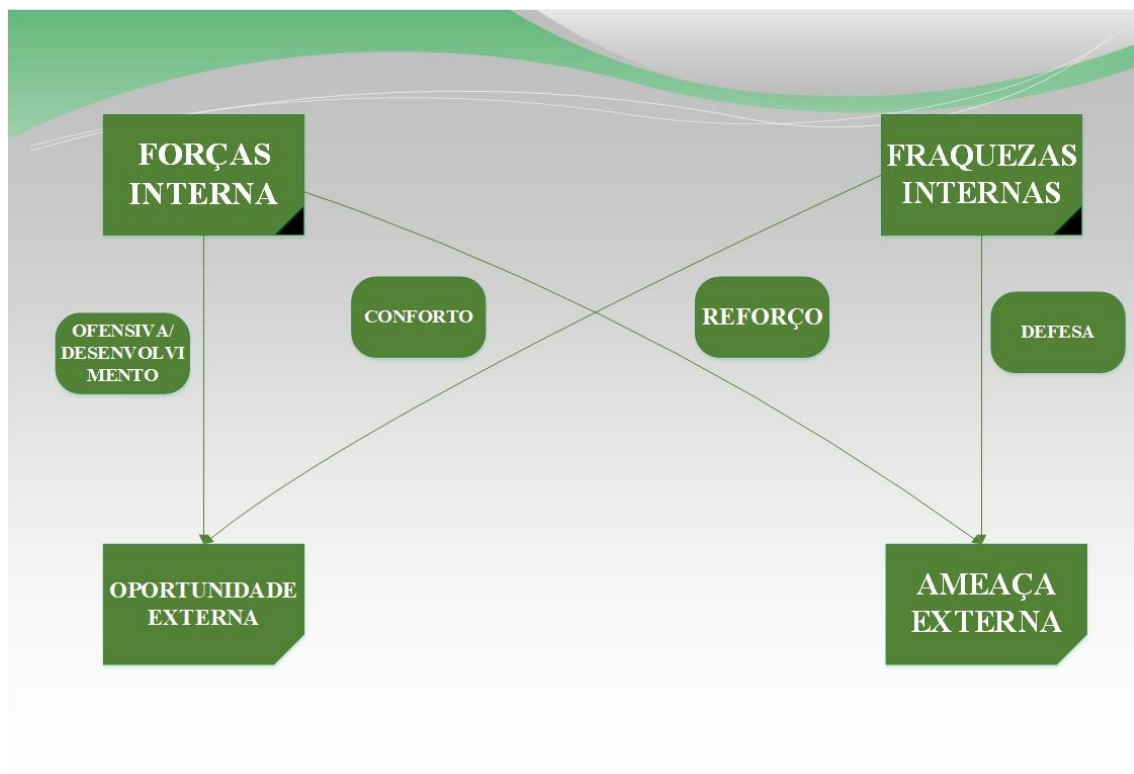 FORÇAS
INTERNA
FRAQUEZAS
INTERNAS
OFENSIVA/
DESENVOLVI
MENTO
CONFORTO
REFORÇO
DEFESA
OPORTUNIDADE
EXTERNA
AMEAÇA
EXTERNA